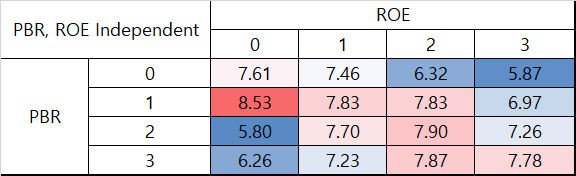 PBR, ROE Independent ROE
0 1 2 3
PBR 0 7.61 7.46 6.32 5.87
1 8.53 7.83 7.83 6.97
2 5.80 7.70 7.90 7.26
3 6.26 7.23 7.87 7.78